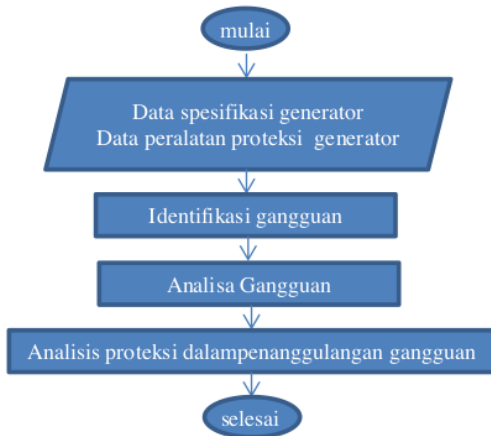 mulai
Data spesifikasi generator
Data peralatan proteksi generator
Identifikasi gangguan
Analisa Gangguan
Analisis proteksi dalampenanggulangan gangguan
selesai